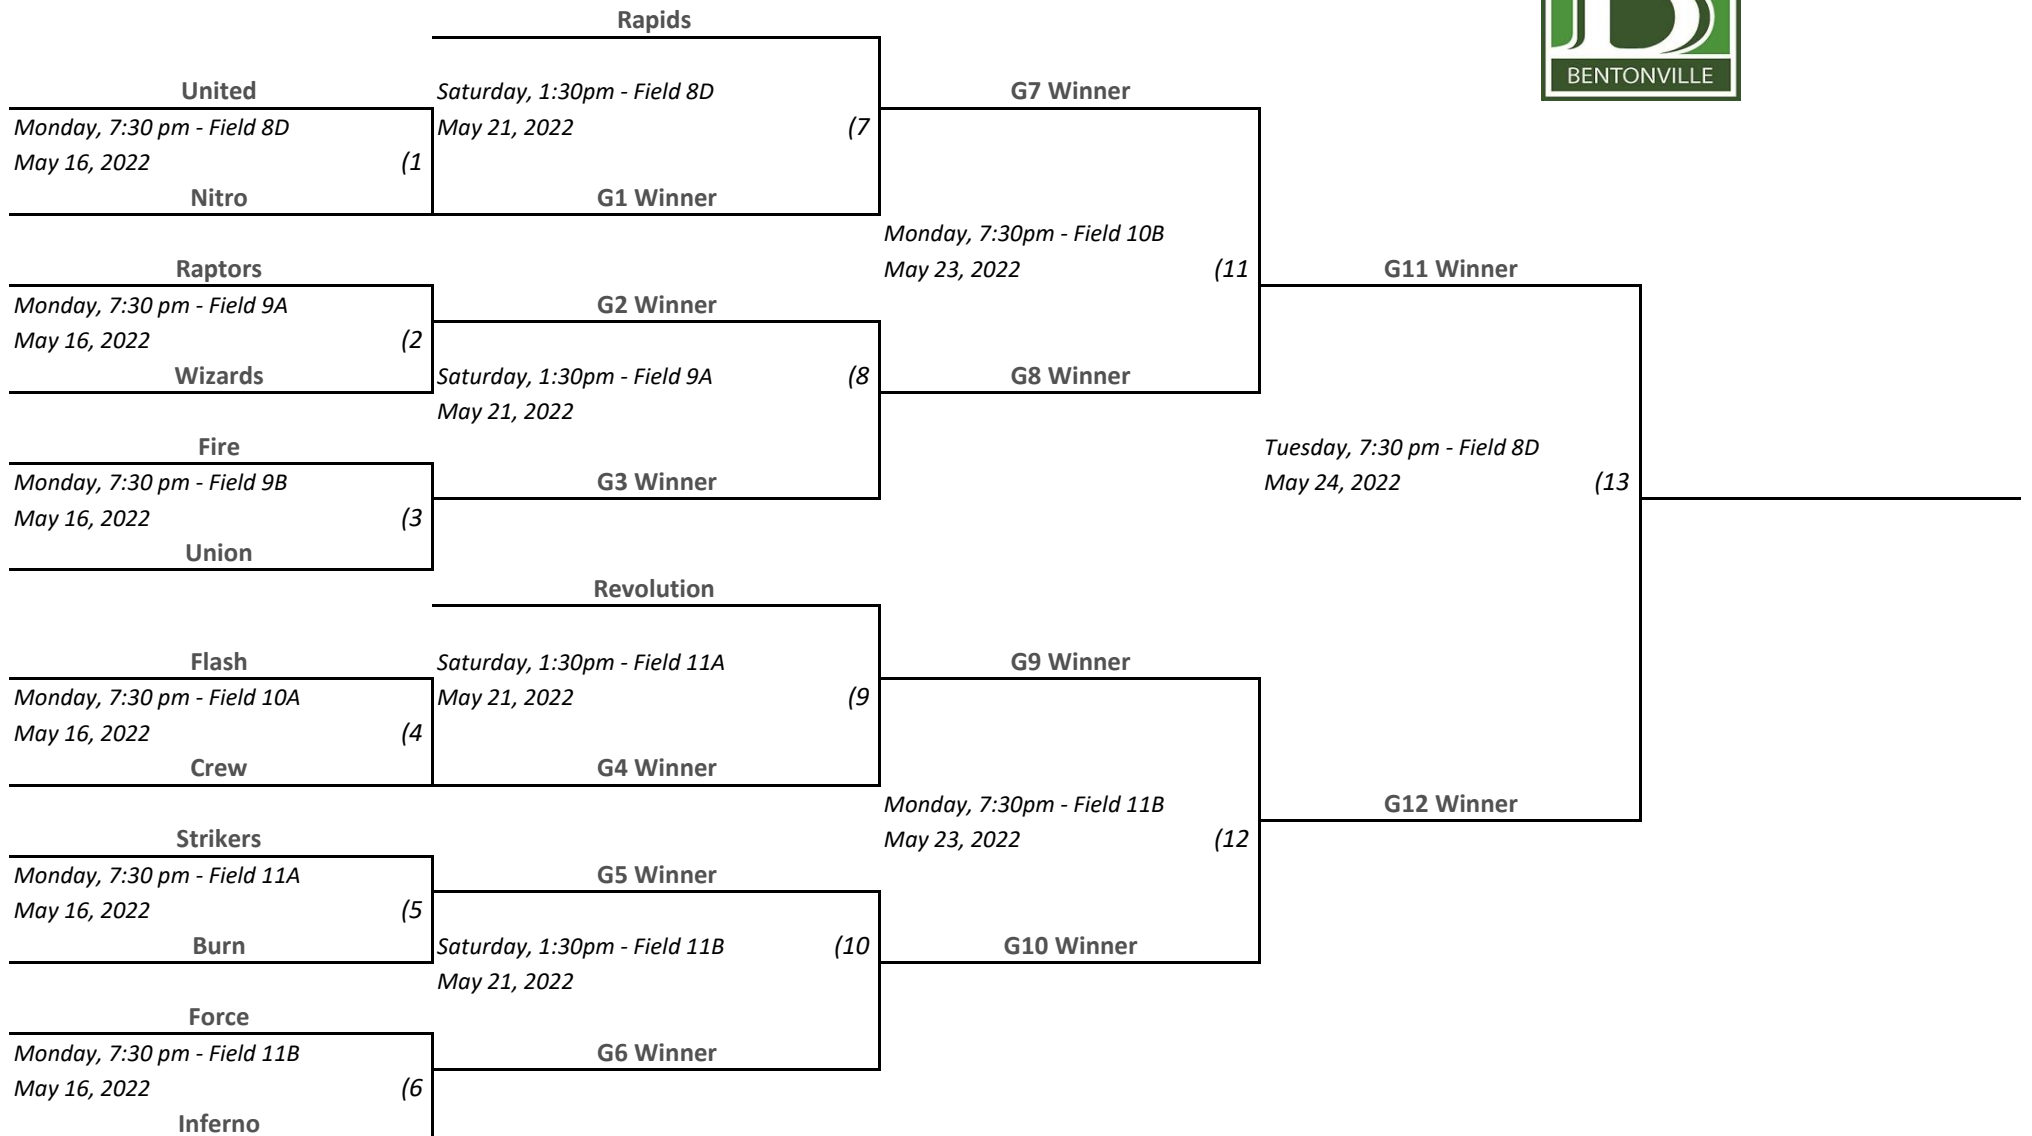 Rapids
BENTONVILLE
United
Saturday, 1:30pm - Field 8D
G7 Winner
Monday, 7:30 pm - Field 8D
May 21, 2022 (7
May 16, 2022 (1
Nitro
G1 Winner
Monday, 7:30pm - Field 10B
Raptors
May 23, 2022 (11
G11 Winner
Monday, 7:30 pm - Field 9A
G2 Winner
May 16, 2022 (2
Wizards
Saturday, 1:30pm - Field 9A (8
G8 Winner
May 21, 2022
Fire
Tuesday, 7:30 pm - Field 8D
Monday, 7:30 pm - Field 9B
G3 Winner
May 24, 2022 (13
May 16, 2022 (3
Union
Revolution
Flash
Saturday, 1:30pm - Field 11A
G9 Winner
Monday, 7:30 pm - Field 10A
May 21, 2022 (9
May 16, 2022 (4
Crew
G4 Winner
Monday, 7:30pm - Field 11B
G12 Winner
Strikers
May 23, 2022 (12
Monday, 7:30 pm - Field 11A
G5 Winner
May 16, 2022 (5
Burn
Saturday, 1:30pm - Field 11B (10
G10 Winner
May 21, 2022
Force
Monday, 7:30 pm - Field 11B
G6 Winner
May 16, 2022 (6
Inferno